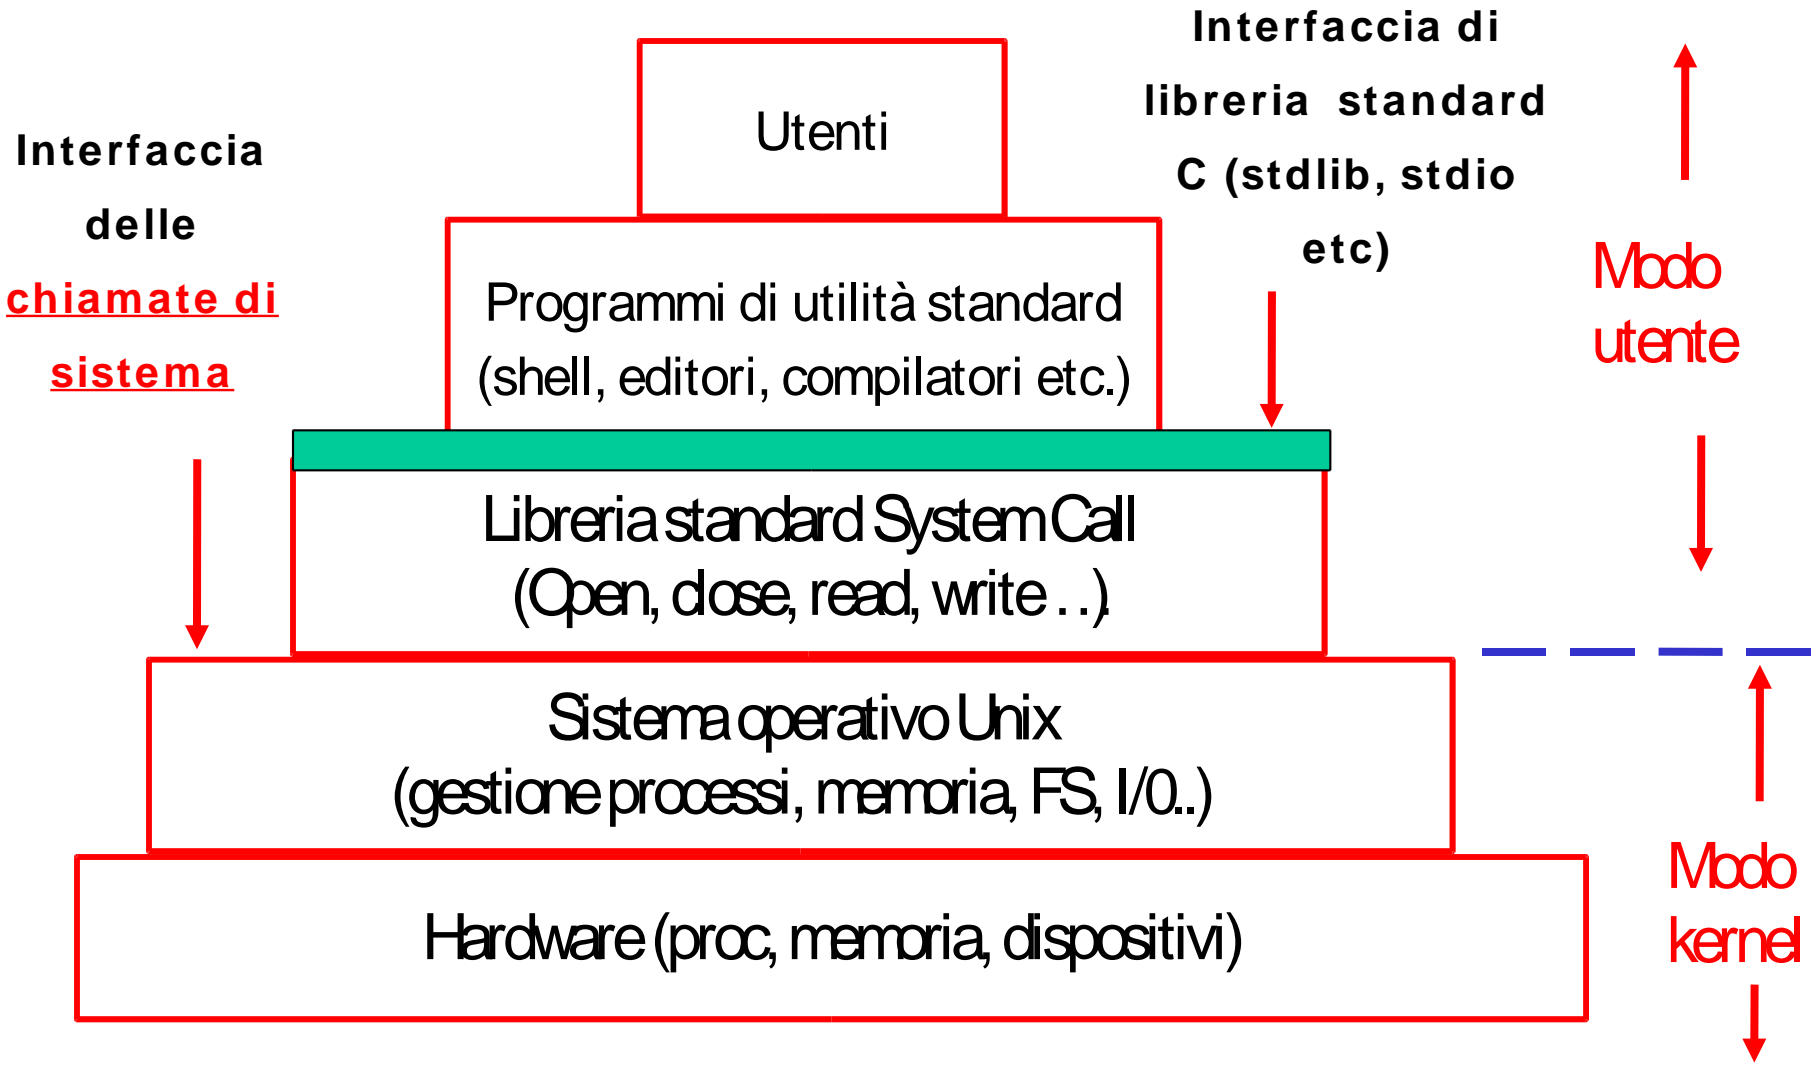 Interfaccia di
libreria standard
C (stdlib, stdio
etc)
Utenti
Interfaccia
delle
chiamate di
sistema
Programmi di utilità standard
(shell, editori, compilatori etc.)
Modo
utente
Libreria standard System Call
(Open, close, read, write . . .)
Sistema operativo Unix
(gestione processi, memoria, FS, I/0..)
Modo
kernel
Hardware (proc, memoria, dispositivi)